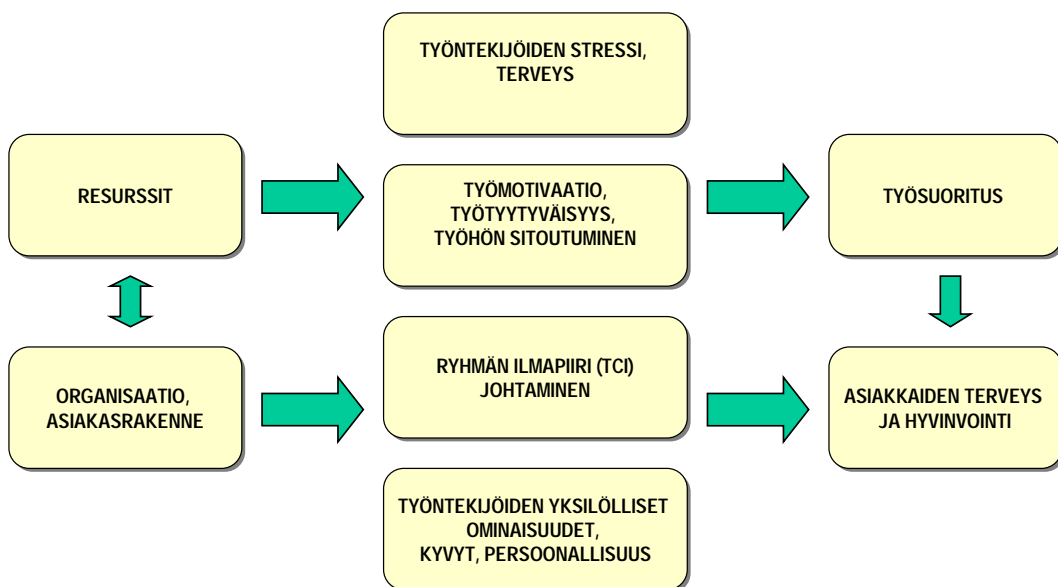 TYÖNTEKIJÖIDEN STRESSI,
TERVEYS
RESURSSIT
TYÖMOTIVAATIO,
TYÖTYYTYVÄISYYS,
TYÖHÖN SITOUTUMINEN
TYÖSUORITUS
ORGANISAATIO,
ASIAKASRAKENNE
RYHMÄN ILMAPIIRI (TCI)
JOHTAMINEN
ASIAKKAIDEN TERVEYS
JA HYVINVOINTI
TYÖNTEKIJÖIDEN YKSILÖLLISET
OMINAISUUDET,
KYVYT, PERSOONALLISUUS